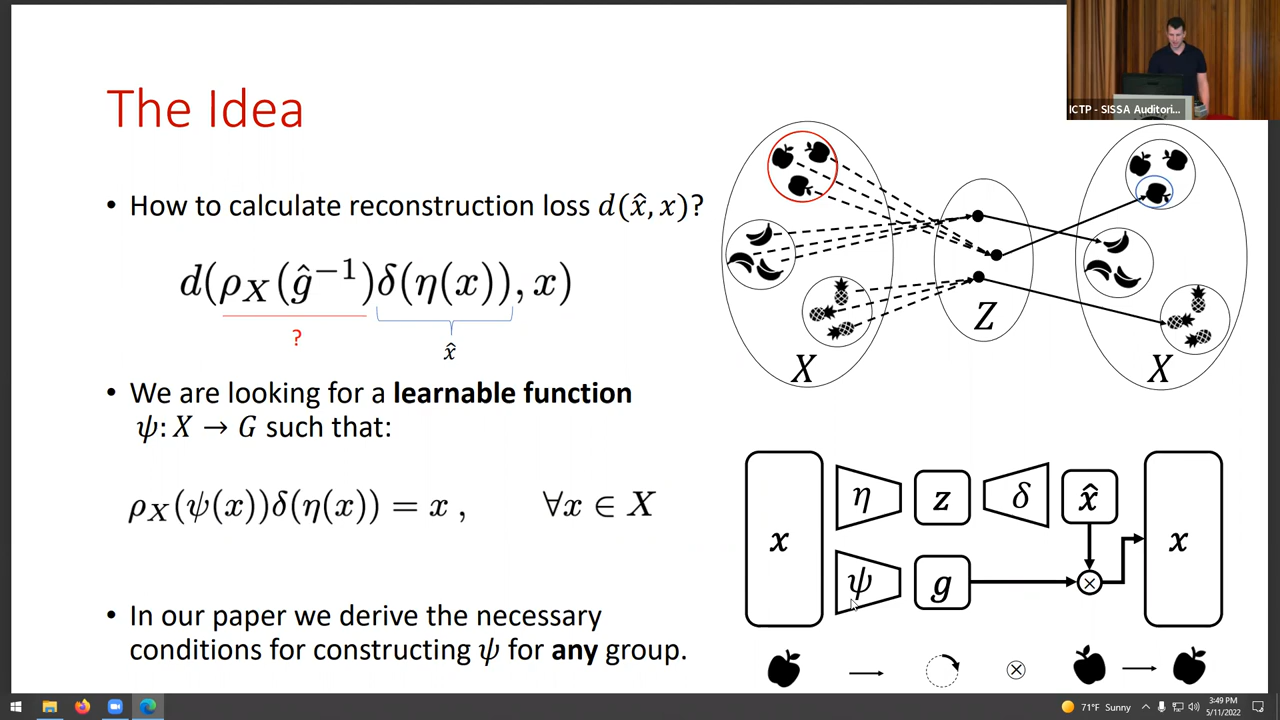 The Idea
• How to calculate reconstruction loss d(x̂, x)?
d(ρ_X(ĝ⁻¹)δ(η(x)), x)
?
x̂
• We are looking for a learnable function
ψ: X → G such that:
ρ_X(ψ(x))δ(η(x)) = x , ∀x ∈ X
• In our paper we derive the necessary
conditions for constructing ψ for any group.
ICTP - SISSA Auditori...
X
Z
X
x
η
z
δ
x̂
x
ψ
g
71°F Sunny
3:49 PM
5/11/2022